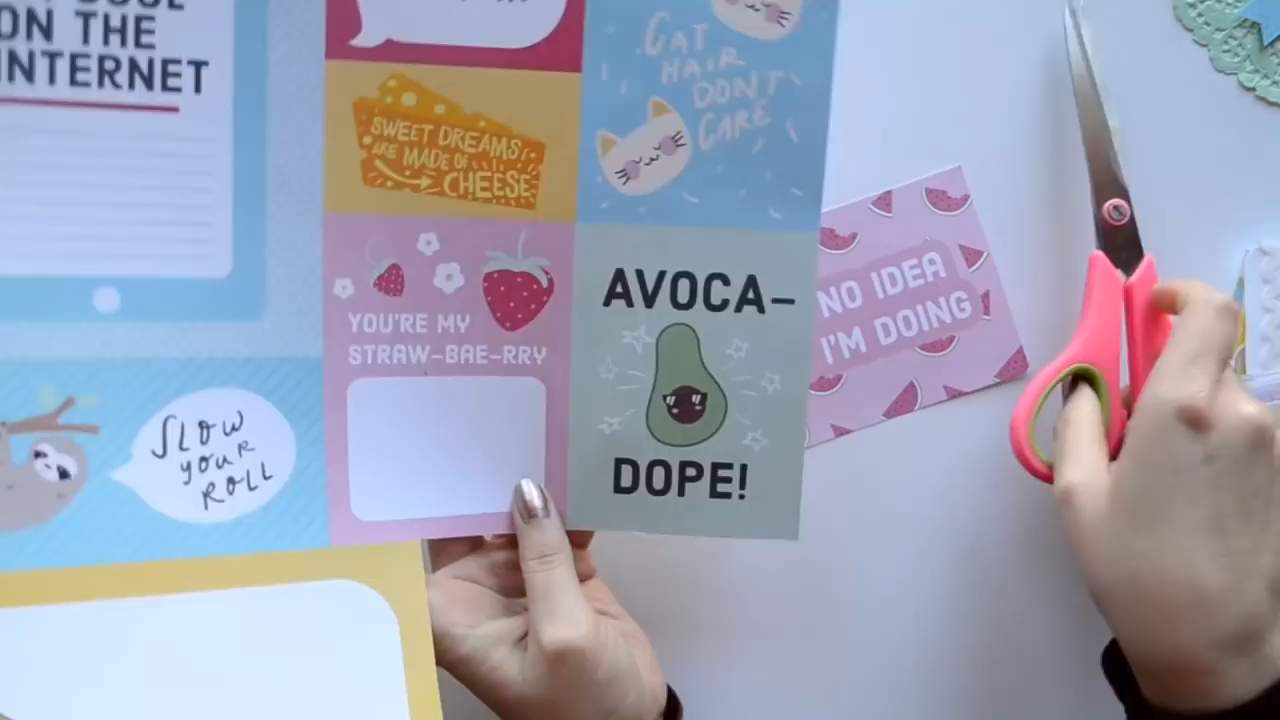 ON THE
INTERNET
SWEET DREAMS
ARE MADE OF
CHEESE
CAT
HAIR
DON'T
CARE
YOU'RE MY
STRAW-BAE-RRY
SLOW
YOUR
ROLL
AVOCA-
DOPE!
NO IDEA
I'M DOING